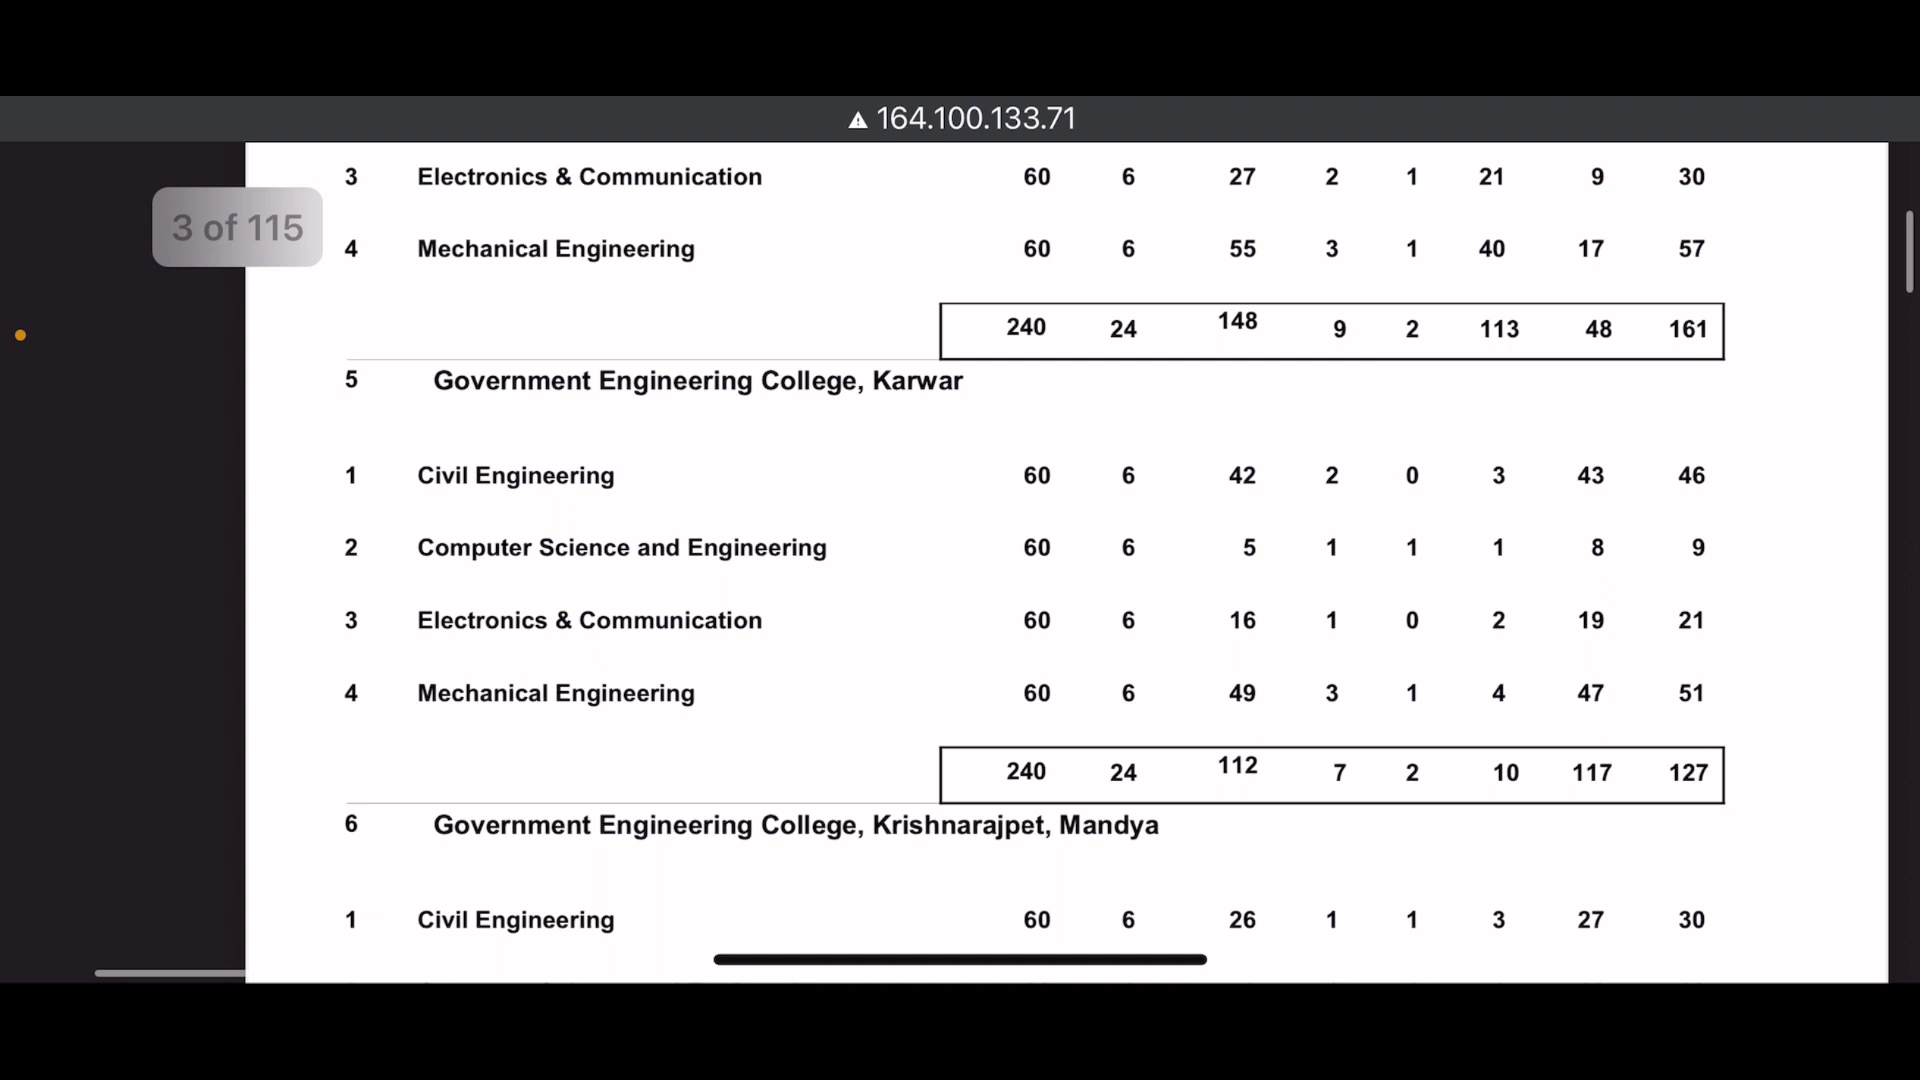 164.100.133.71
3 Electronics & Communication 60 6 27 2 1 21 9 30
3 of 115
4 Mechanical Engineering 60 6 55 3 1 40 17 57
240 24 148 9 2 113 48 161
5 Government Engineering College, Karwar
1 Civil Engineering 60 6 42 2 0 3 43 46
2 Computer Science and Engineering 60 6 5 1 1 1 8 9
3 Electronics & Communication 60 6 16 1 0 2 19 21
4 Mechanical Engineering 60 6 49 3 1 4 47 51
240 24 112 7 2 10 117 127
6 Government Engineering College, Krishnarajpet, Mandya
1 Civil Engineering 60 6 26 1 1 3 27 30